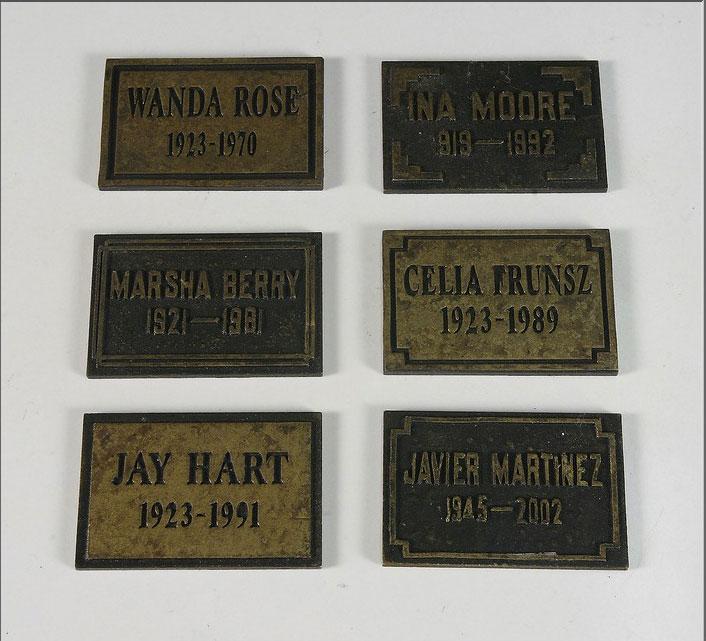 WANDA ROSE
1923-1970
INA MOORE
919—1992
MARSHA BERRY
1921—1981
CELIA FRUNSZ
1923-1989
JAY HART
1923-1991
JAVIER MARTINEZ
1945—2002